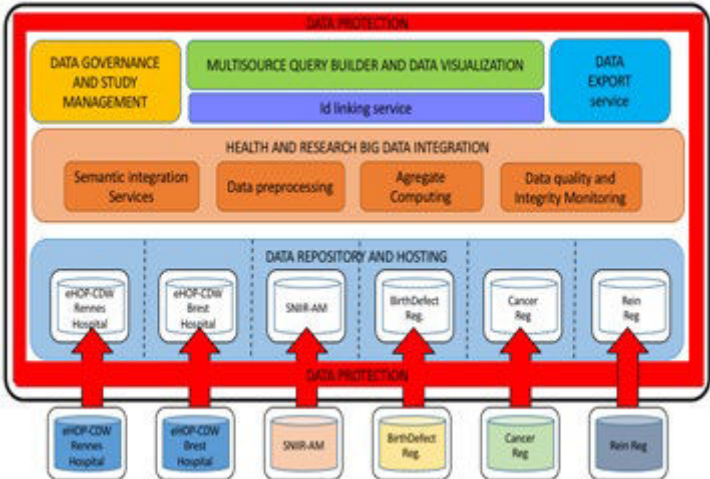 DATA PROTECTION
DATA GOVERNANCE
AND STUDY
MANAGEMENT
MULTISOURCE QUERY BUILDER AND DATA VISUALIZATION
Id linking service
DATA
EXPORT
service
HEALTH AND RESEARCH BIG DATA INTEGRATION
Semantic integration
Services
Data preprocessing
Agregate
Computing
Data quality and
Integrity Monitoring
DATA REPOSITORY AND HOSTING
eHOP-CDW
Rennes
Hospital
eHOP-CDW
Brest
Hospital
SNIIR-AM
BirthDefect
Reg.
Cancer
Reg
Rein
Reg
DATA PROTECTION
eHOP-CDW
Rennes
Hospital
eHOP-CDW
Brest
Hospital
SNIIR-AM
BirthDefect
Reg.
Cancer
Reg
Rein Reg